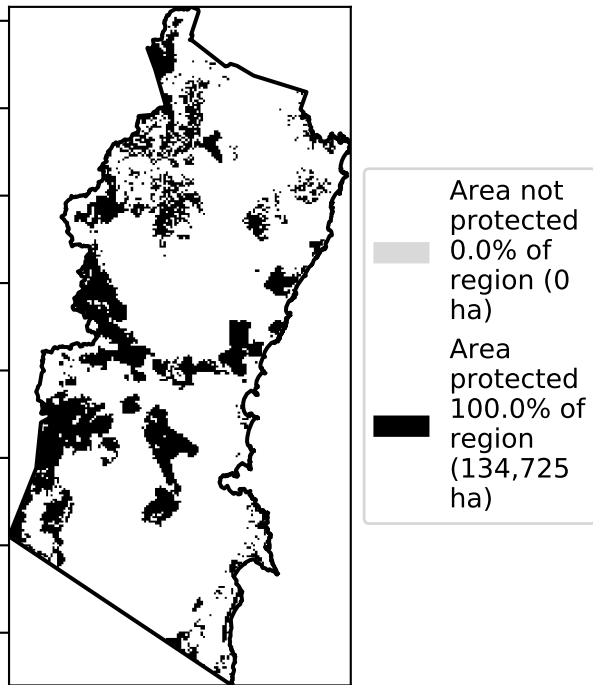 Area not
protected
0.0% of
region (0
ha)
Area
protected
100.0% of
region
(134,725
ha)